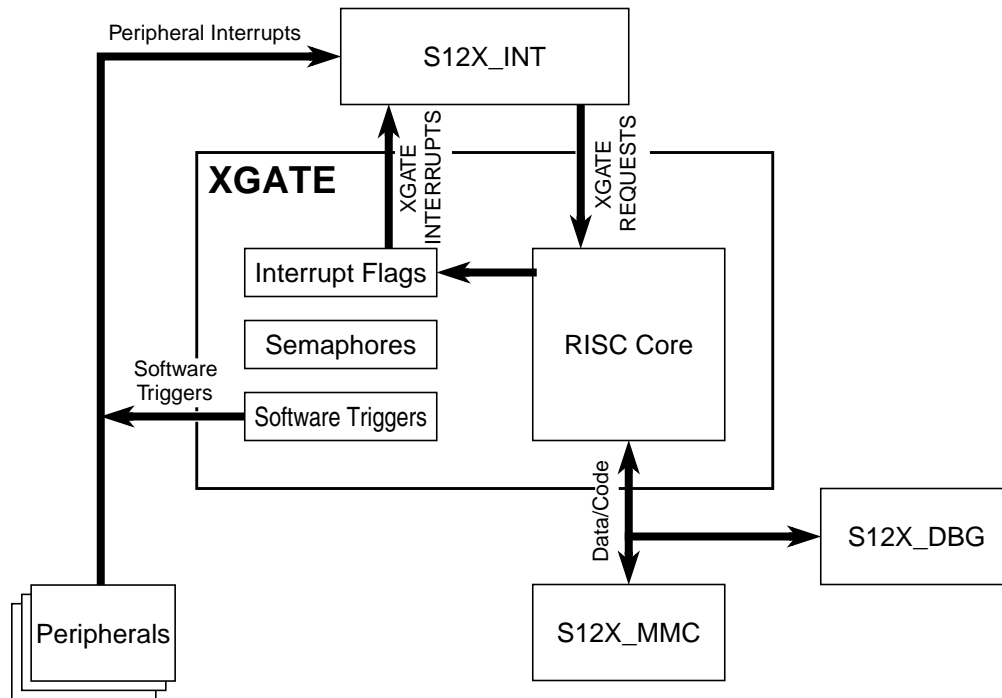 Peripheral Interrupts
S12X_INT
XGATE
INTERRUPTS
XGATE
REQUESTS
XGATE
Interrupt Flags
Semaphores
RISC Core
Software
Triggers
Software Triggers
Data/Code
S12X_DBG
Peripherals
S12X_MMC